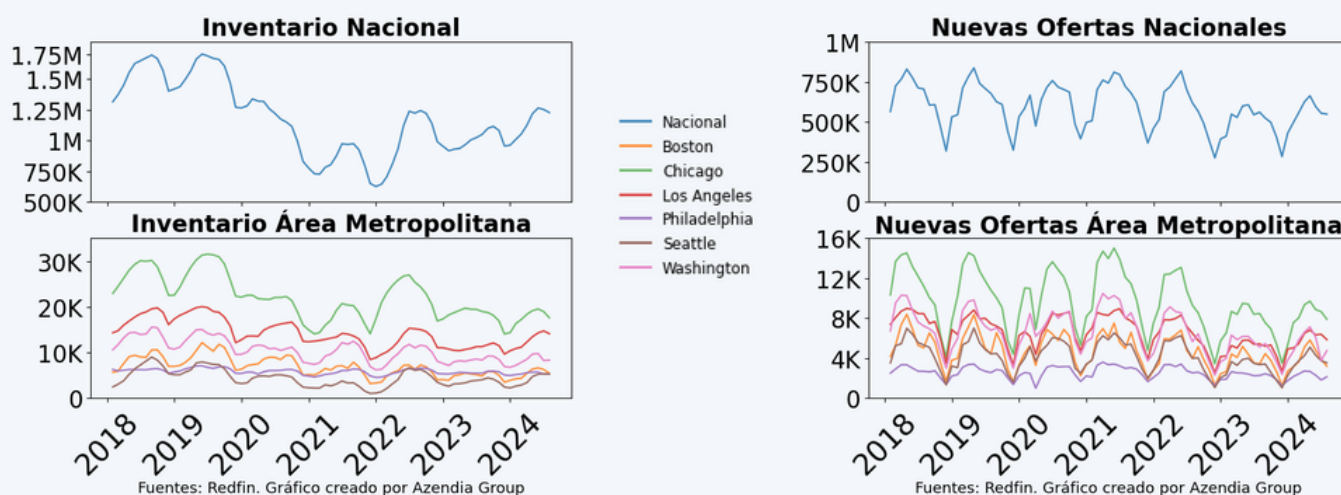 Inventario Nacional
1.75M
1.5M
1.25M
1M
750K
500K
Inventario Área Metropolitana
30K
20K
10K
0
2018
2019
2020
2021
2022
2023
2024
Fuentes: Redfin. Gráfico creado por Azendia Group
Nacional
Boston
Chicago
Los Angeles
Philadelphia
Seattle
Washington
Nuevas Ofertas Nacionales
1M
750K
500K
250K
0
Nuevas Ofertas Área Metropolitana
16K
12K
8K
4K
0
2018
2019
2020
2021
2022
2023
2024
Fuentes: Redfin. Gráfico creado por Azendia Group